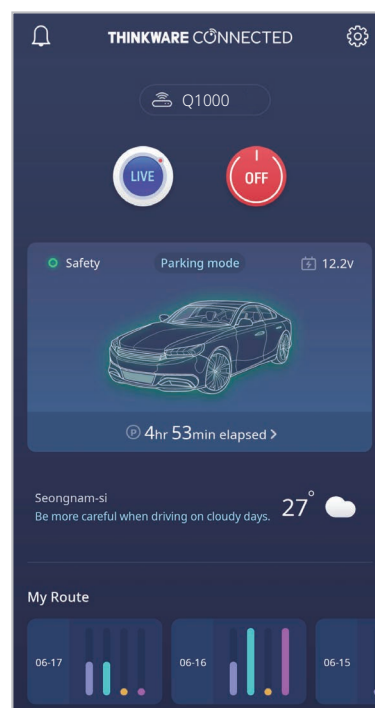 THINKWARE CONNECTED
Q1000
LIVE
OFF
Safety Parking mode 12.2v
P 4hr 53min elapsed >
Seongnam-si
Be more careful when driving on cloudy days.
27°
My Route
06-17 06-16 06-15